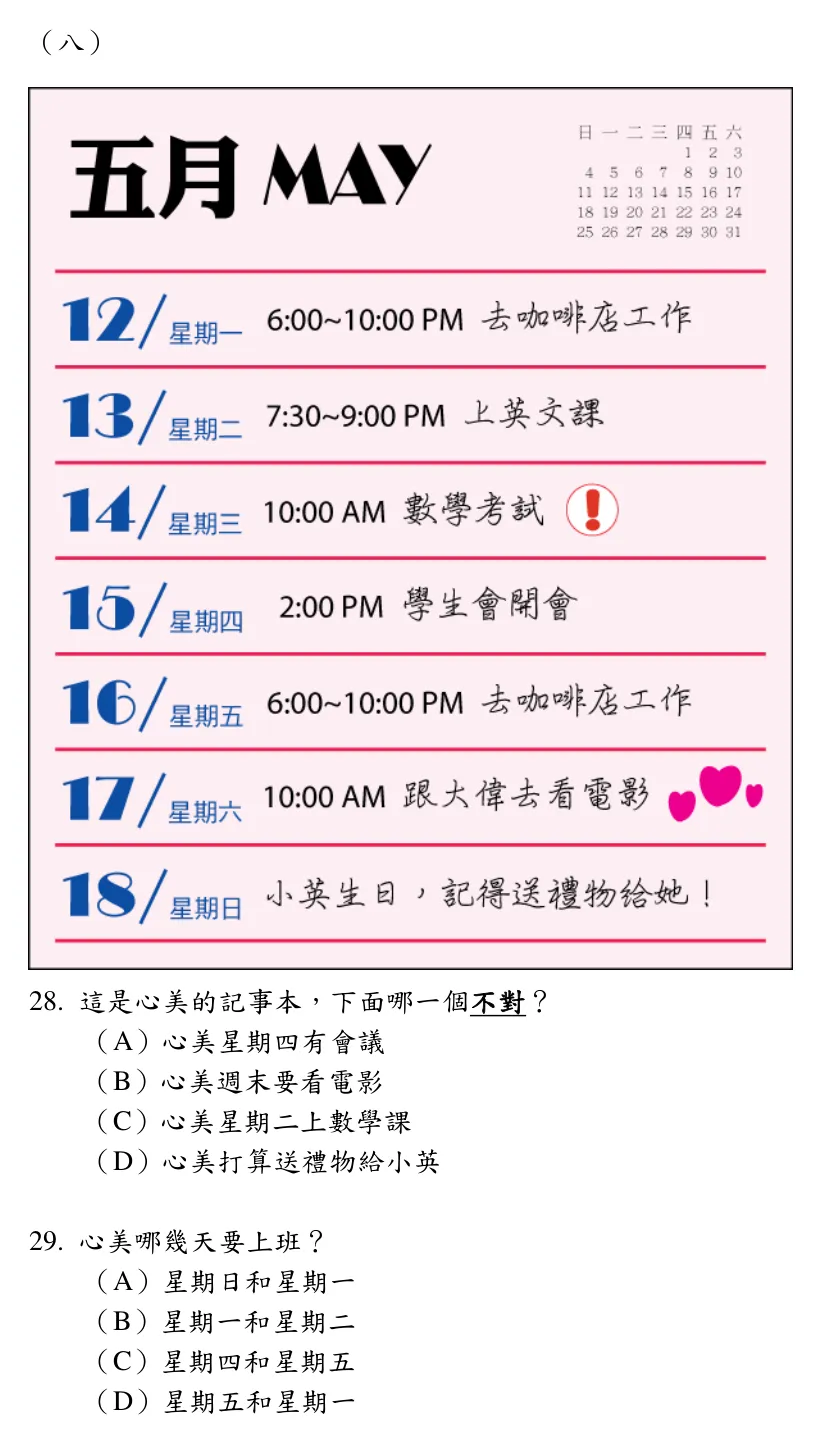 （八）
五月 MAY
日 一 二 三 四 五 六
1 2 3
4 5 6 7 8 9 10
11 12 13 14 15 16 17
18 19 20 21 22 23 24
25 26 27 28 29 30 31
12/星期一 6:00~10:00 PM 去咖啡店工作
13/星期二 7:30~9:00 PM 上英文課
14/星期三 10:00 AM 數學考試 !
15/星期四 2:00 PM 學生會開會
16/星期五 6:00~10:00 PM 去咖啡店工作
17/星期六 10:00 AM 跟大偉去看電影
18/星期日 小英生日，記得送禮物给她！
28. 這是心美的記事本，下面哪一個不對？
（A）心美星期四有會議
（B）心美週末要看電影
（C）心美星期二上數學課
（D）心美打算送禮物給小英
29. 心美哪幾天要上班？
（A）星期日和星期一
（B）星期一和星期二
（C）星期四和星期五
（D）星期五和星期一